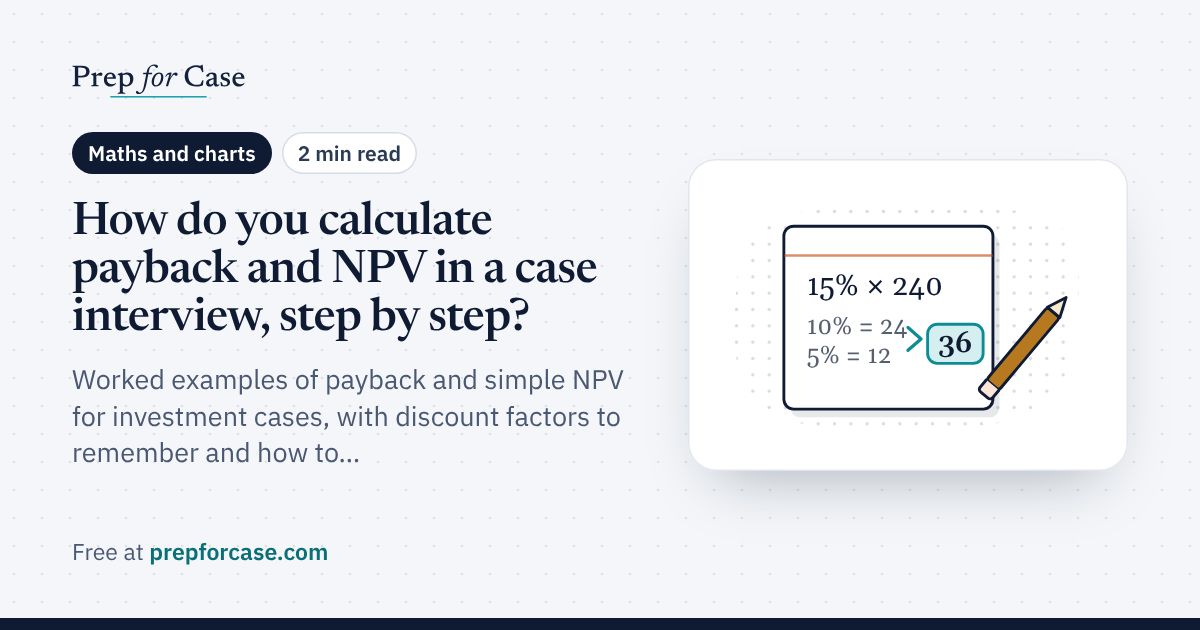 Prep for Case
Maths and charts
2 min read
How do you calculate
payback and NPV in a case
interview, step by step?
Worked examples of payback and simple NPV
for investment cases, with discount factors to
remember and how to...
Free at prepforcase.com
15% × 240
10% = 24
5% = 12
36